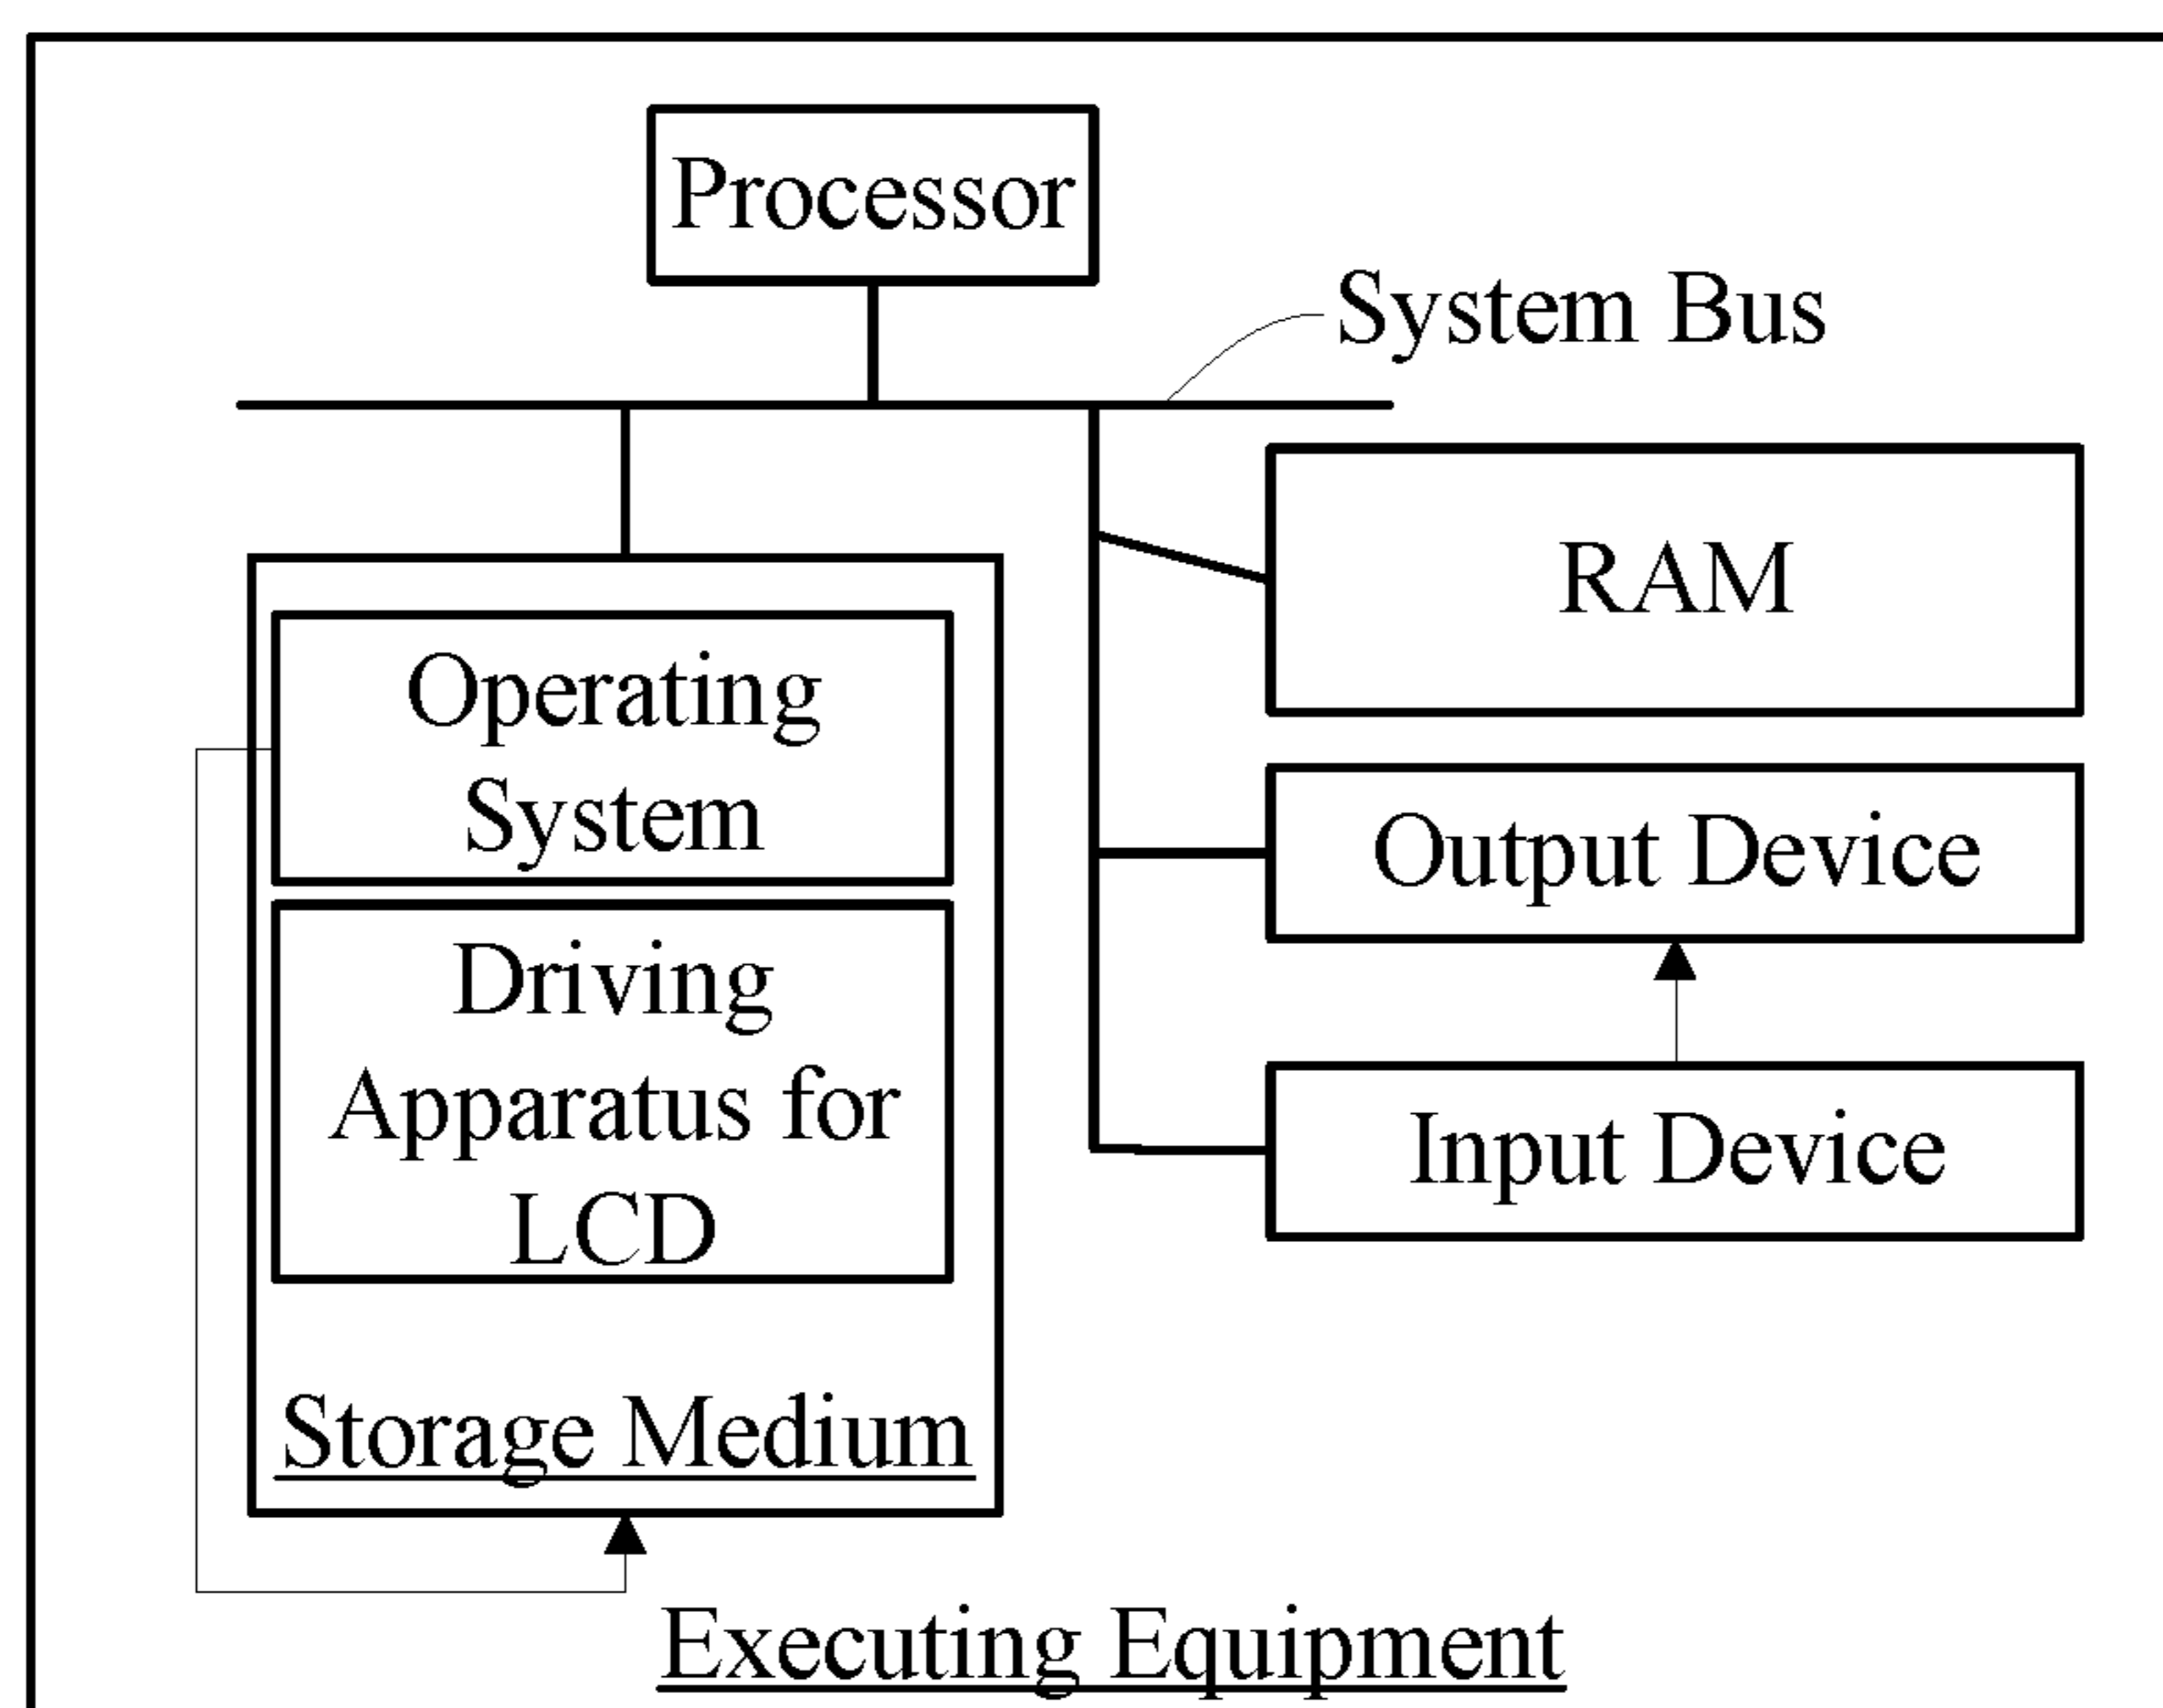 Processor
System Bus
RAM
Operating
System
Output Device
Driving
Apparatus for
LCD
Input Device
Storage Medium
Executing Equipment